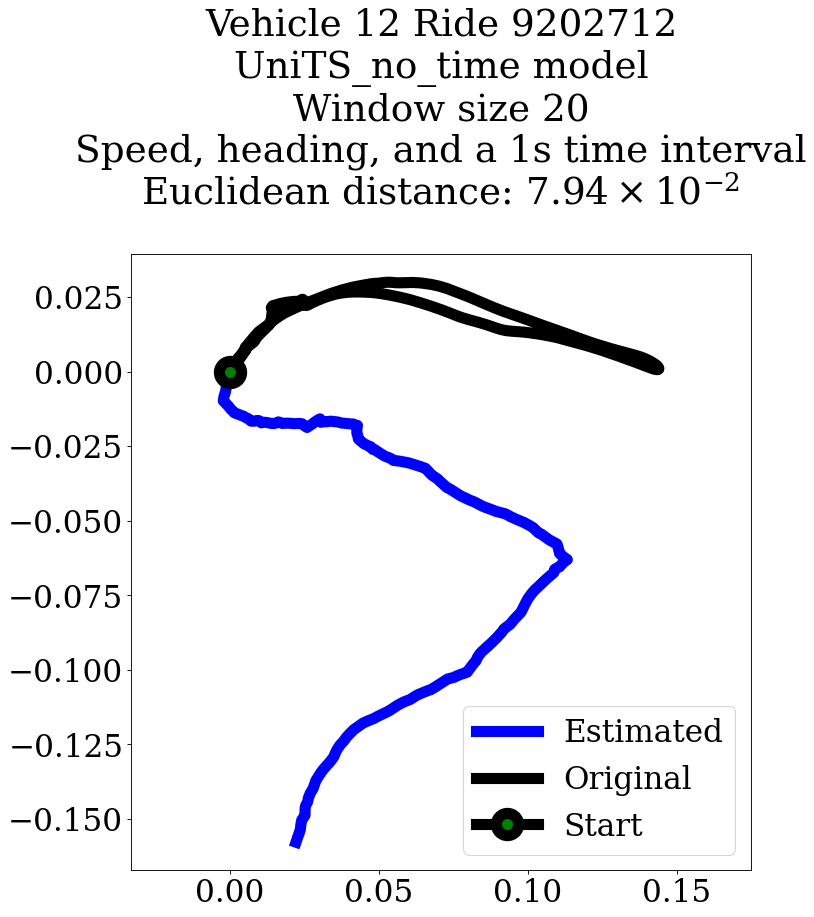 Vehicle 12 Ride 9202712
UniTS_no_time model
Window size 20
Speed, heading, and a 1s time interval
Euclidean distance: 7.94 × 10⁻²
0.025
0.000
−0.025
−0.050
−0.075
−0.100
−0.125
−0.150
Estimated
Original
Start
0.00 0.05 0.10 0.15